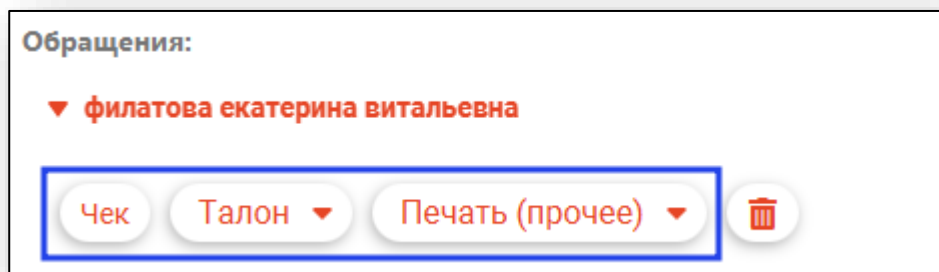 Обращения:
филатова екатерина витальевна
Чек Талон Печать (прочее)